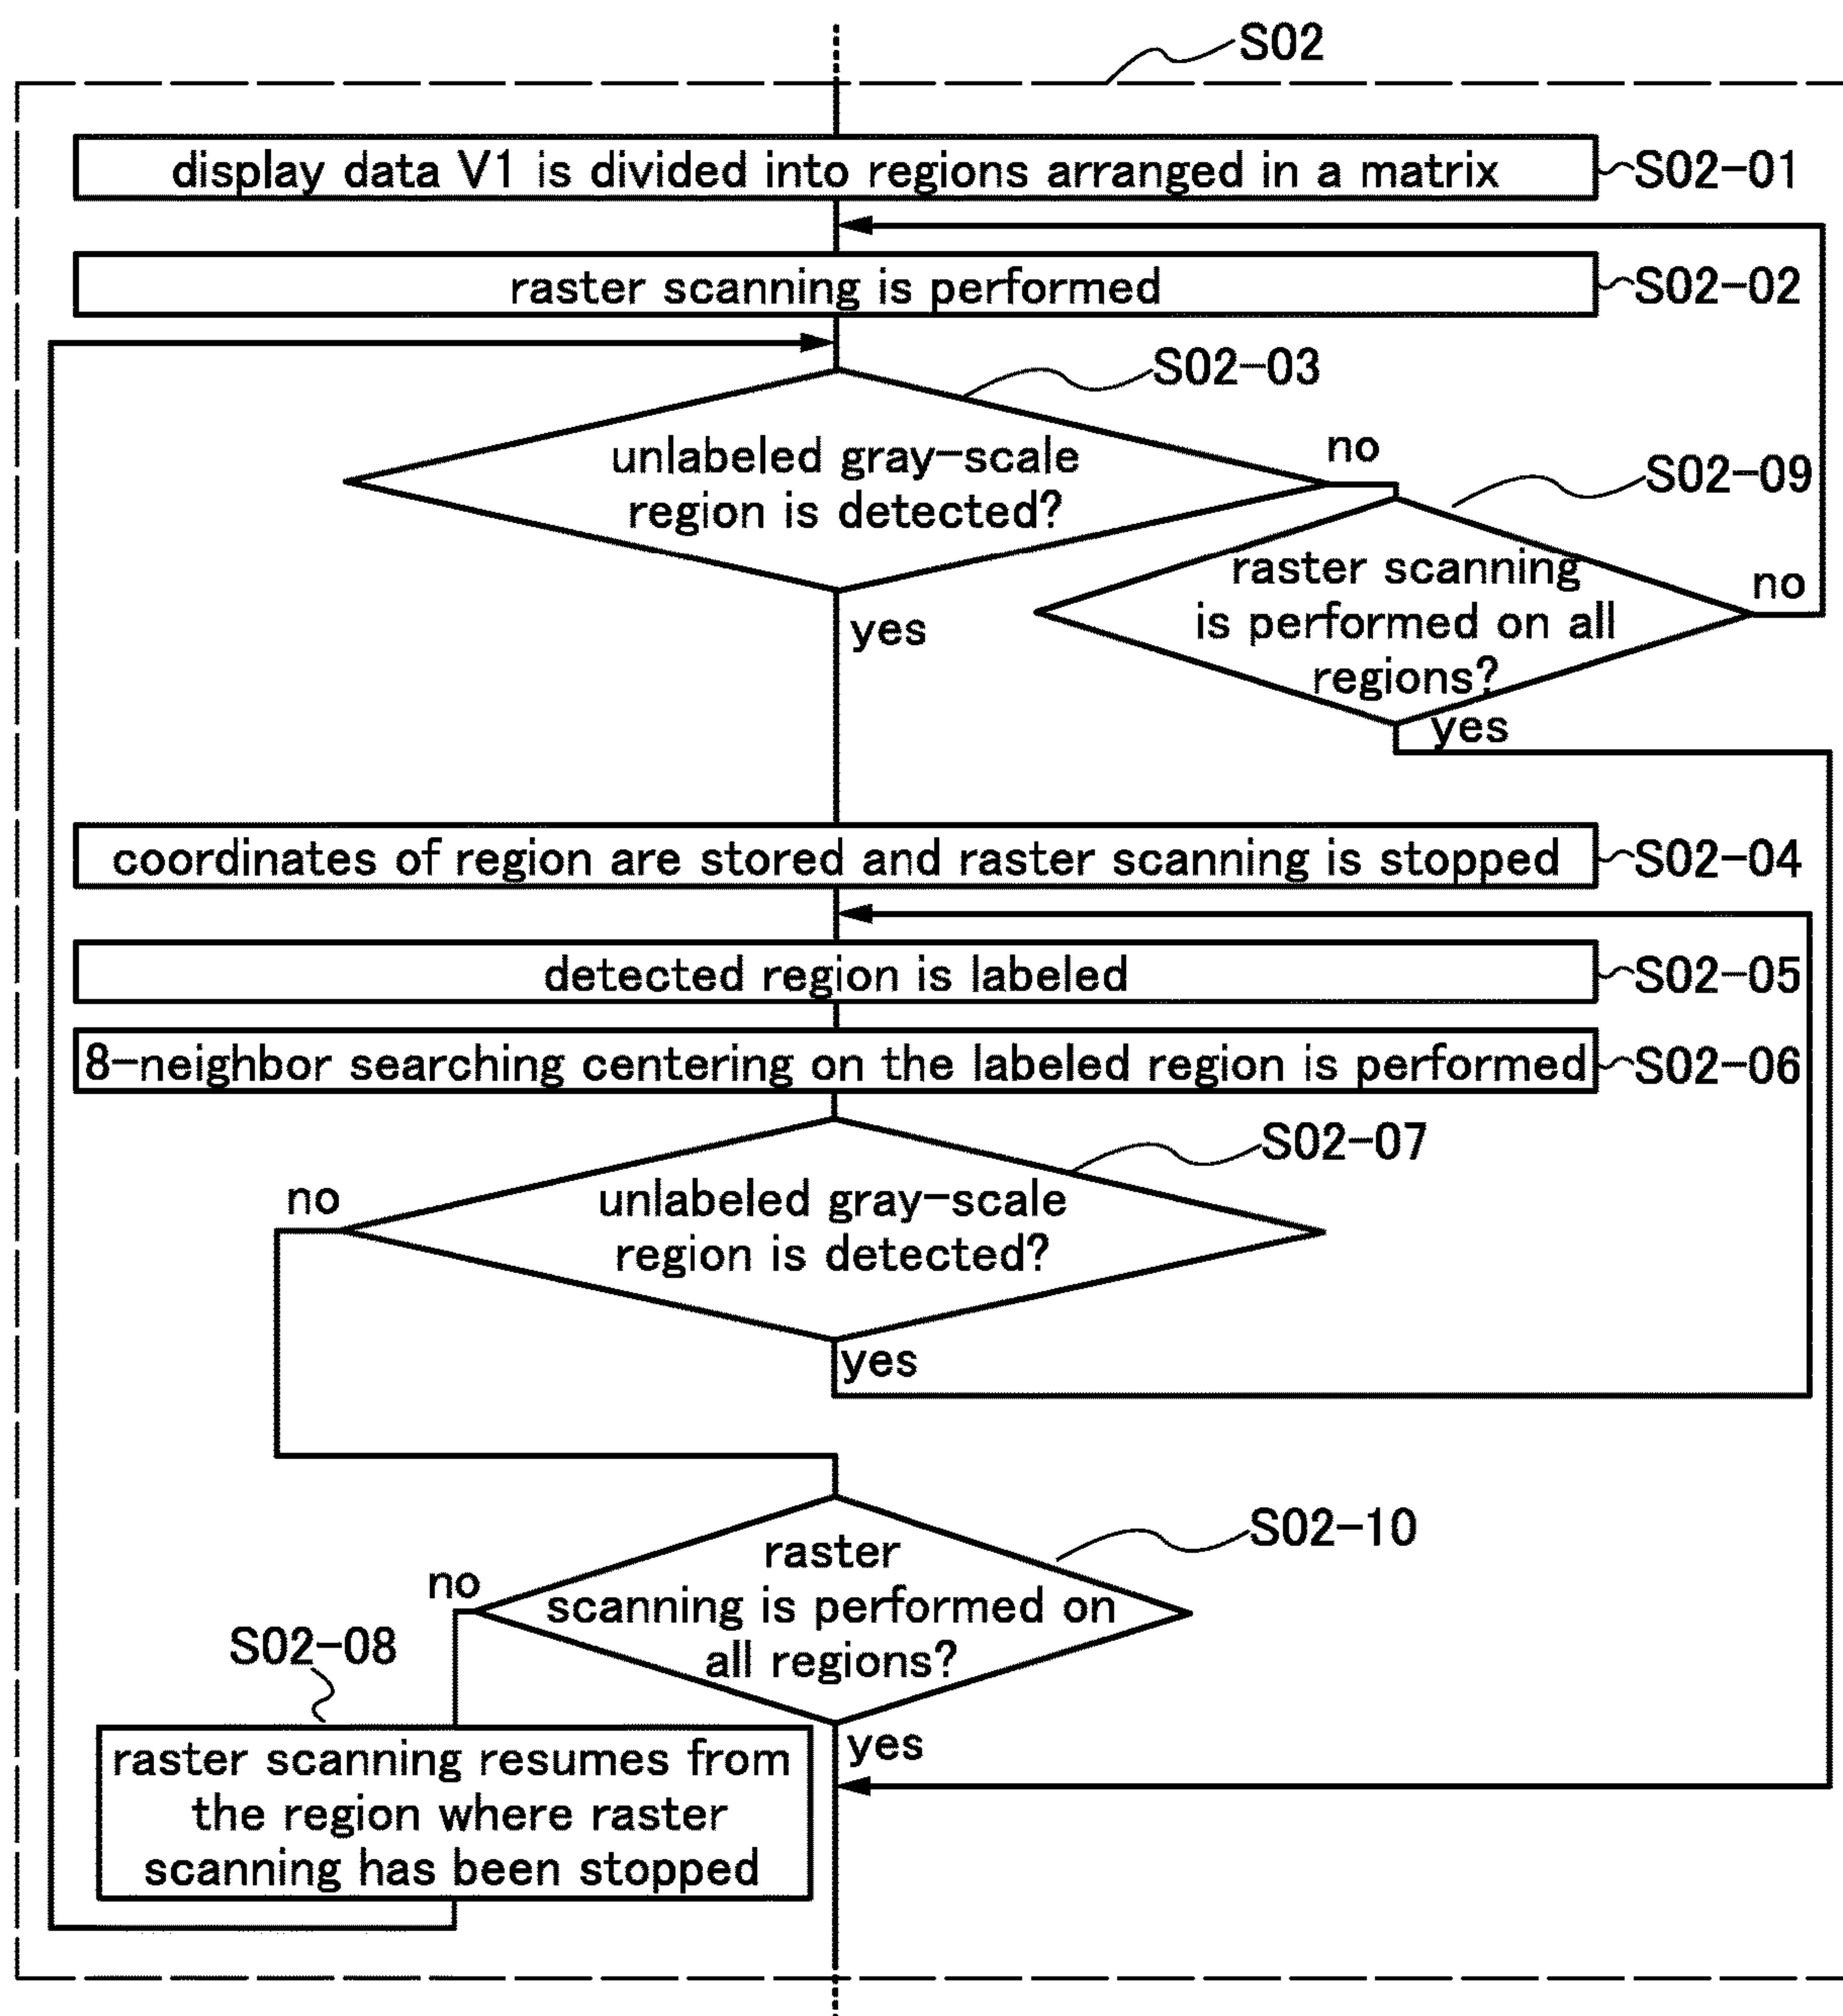 S02
display data V1 is divided into regions arranged in a matrix
S02-01
raster scanning is performed
S02-02
S02-03
unlabeled gray-scale
region is detected?
no
yes
S02-09
raster scanning
is performed on all
regions?
no
yes
coordinates of region are stored and raster scanning is stopped
S02-04
detected region is labeled
S02-05
8-neighbor searching centering on the labeled region is performed
S02-06
S02-07
unlabeled gray-scale
region is detected?
no
yes
S02-10
raster
scanning is performed on
all regions?
no
yes
S02-08
raster scanning resumes from
the region where raster
scanning has been stopped